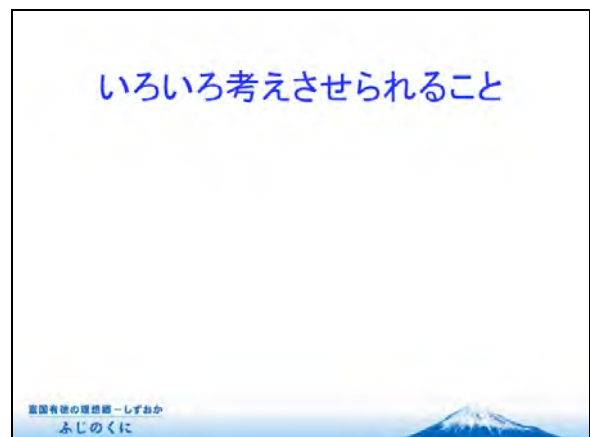 いろいろ考えさせられること
富国有徳の理想郷－しずおか
ふじのくに